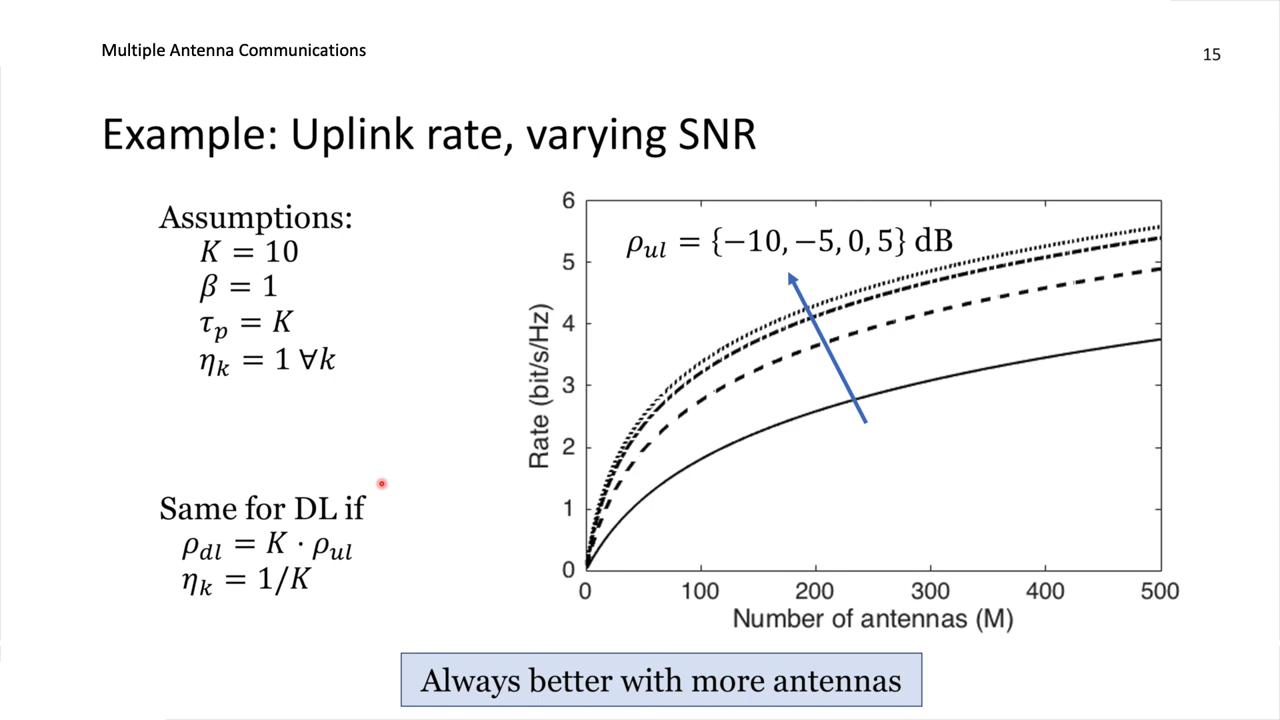 Multiple Antenna Communications
15
Example: Uplink rate, varying SNR
Assumptions:
K = 10
β = 1
τ_p = K
η_k = 1 ∀k
Same for DL if
ρ_dl = K · ρ_ul
η_k = 1/K
ρ_ul = {−10, −5, 0, 5} dB
6
5
4
3
2
1
0
Rate (bit/s/Hz)
0 100 200 300 400 500
Number of antennas (M)
Always better with more antennas